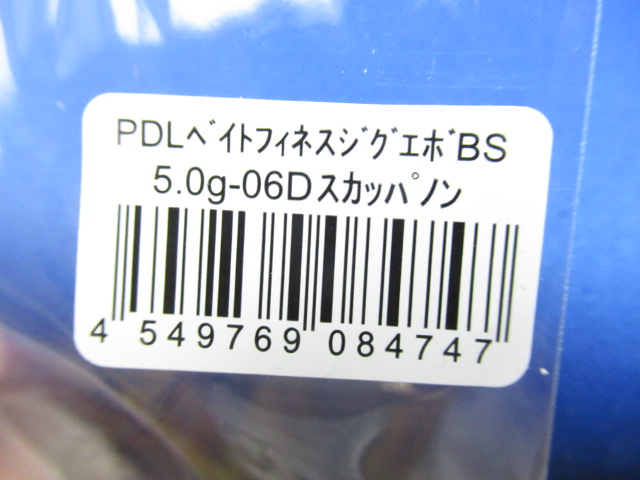 PDLﾍﾞｲﾄﾌｨﾈｽｼﾞｸﾞｴﾎﾞBS
5.0g-06Dｽｶｯﾊﾟﾉﾝ
4 549769 084747